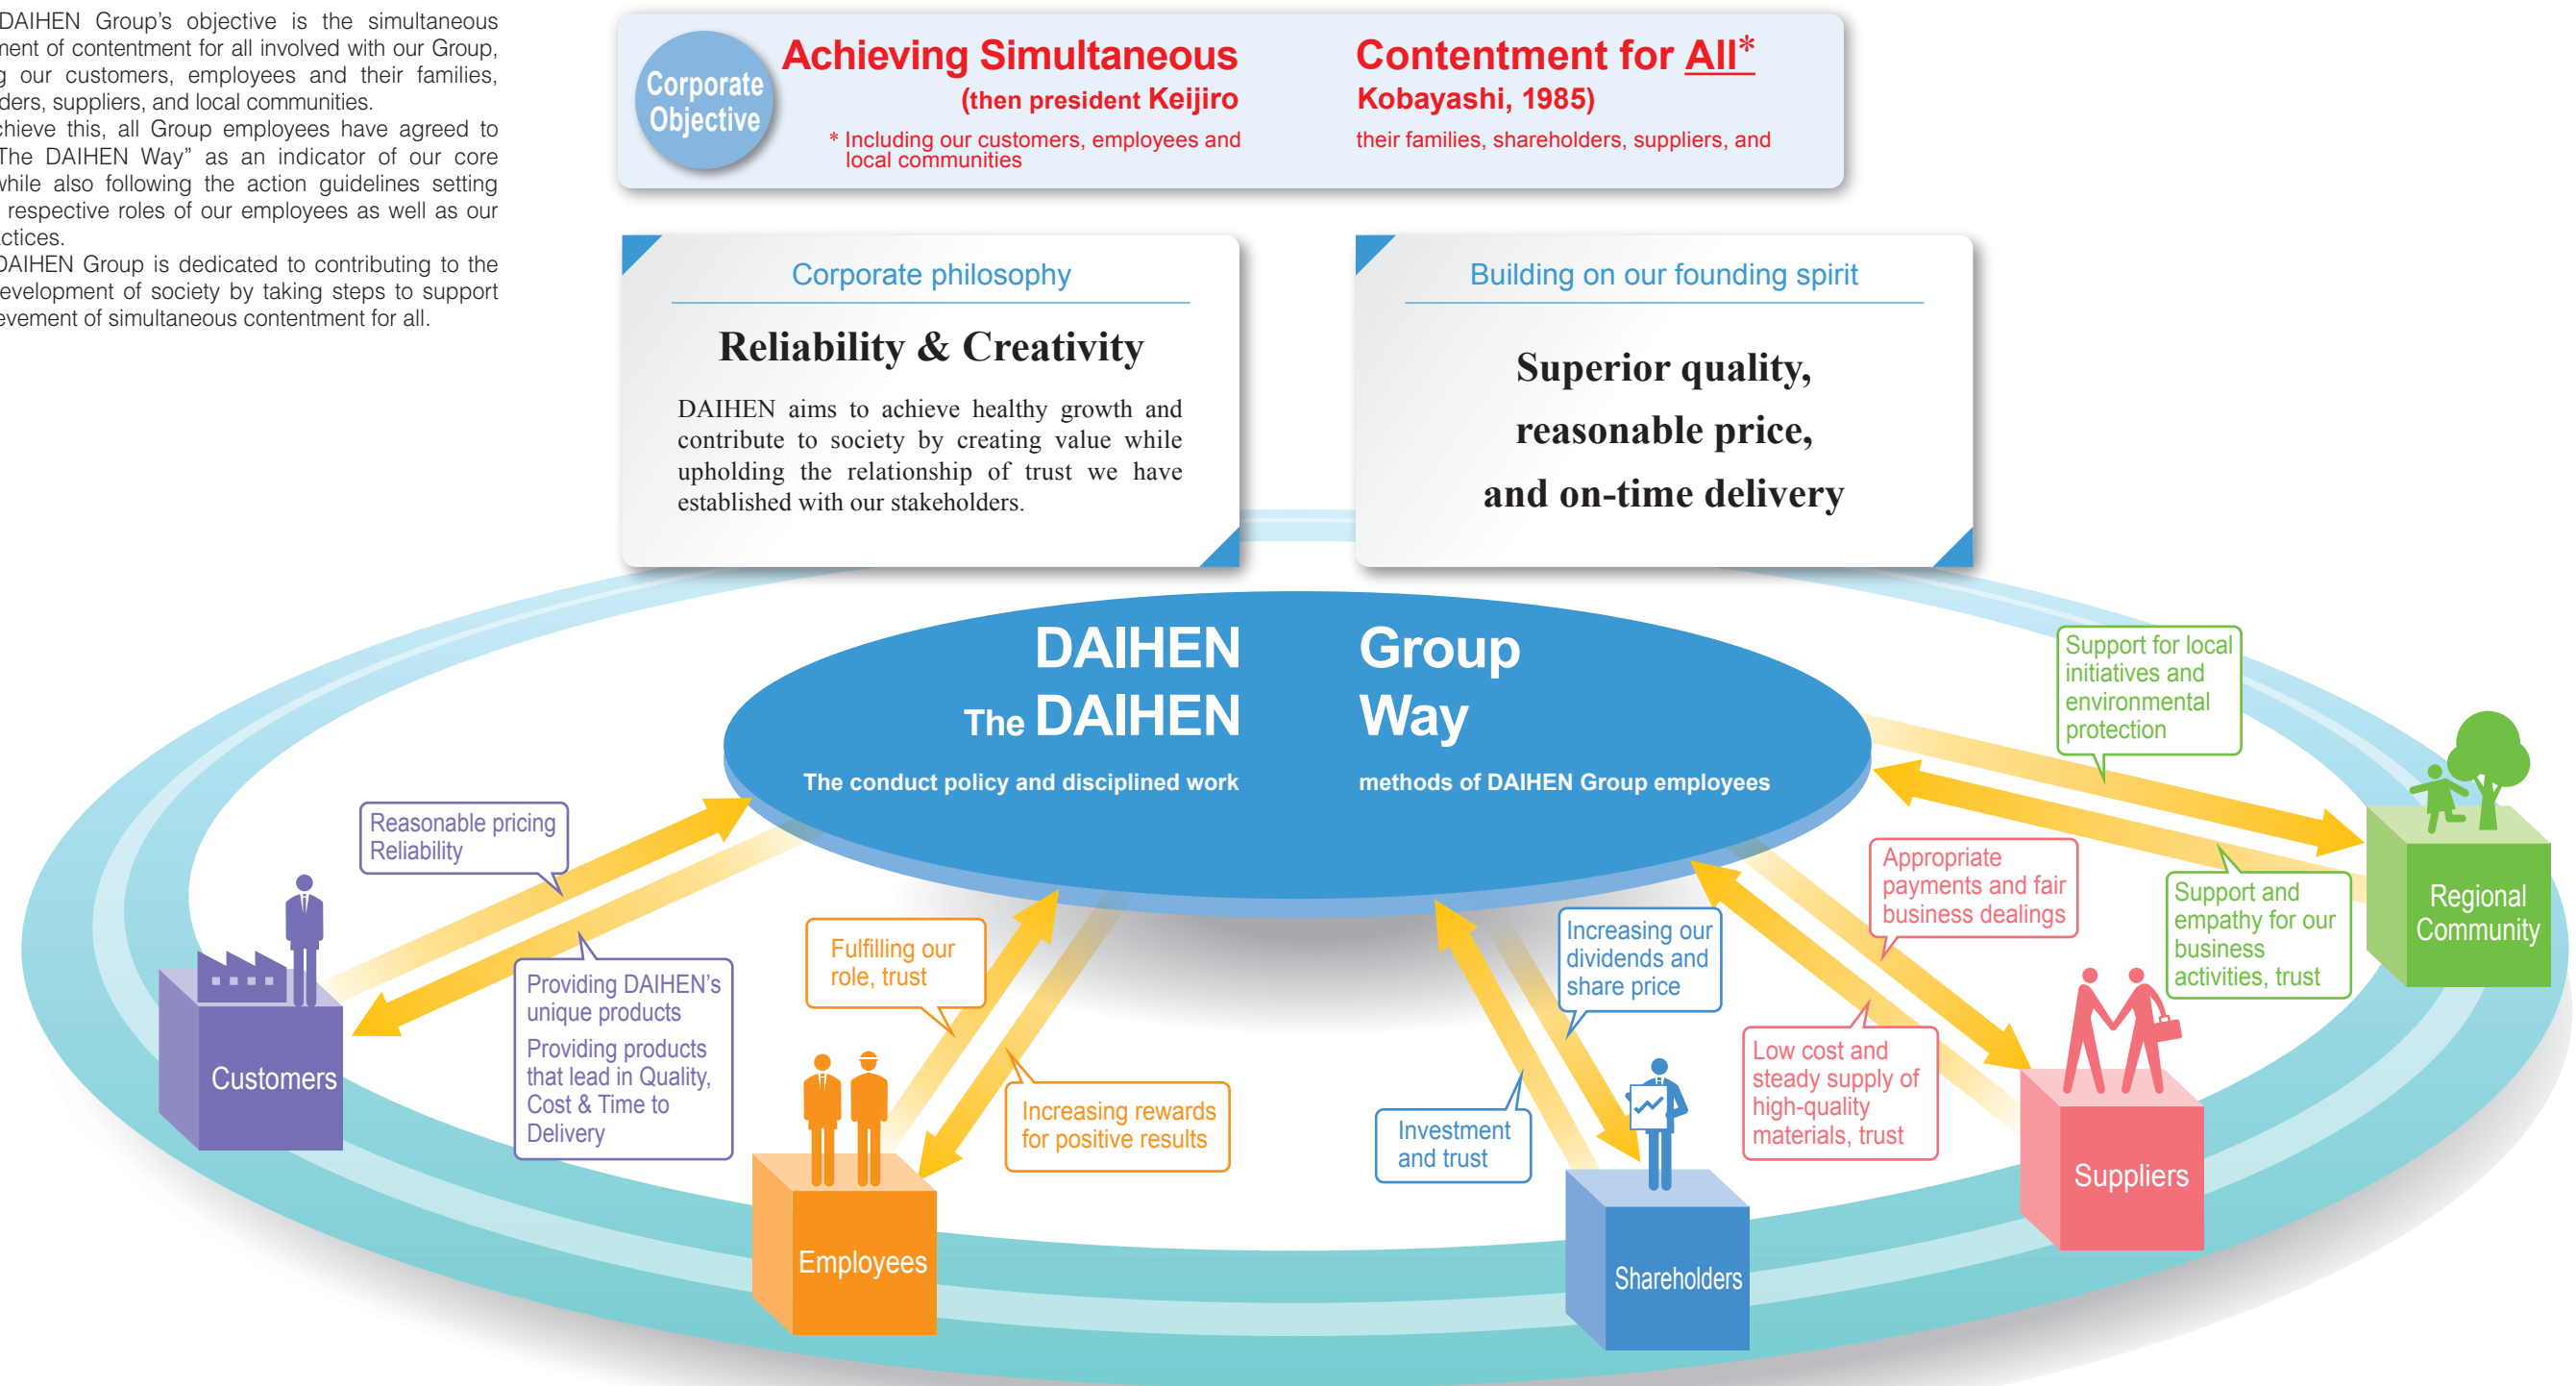 DAIHEN Group's objective is the simultaneous
of contentment for all involved with our Group,
our customers, employees and their families,
suppliers, and local communities.
this, all Group employees have agreed to
“The DAIHEN Way” as an indicator of our core
while also following the action guidelines setting
respective roles of our employees as well as our
DAIHEN Group is dedicated to contributing to the
development of society by taking steps to support
of simultaneous contentment for all.
Corporate
Objective
Achieving Simultaneous Contentment for All*
(then president Keijiro Kobayashi, 1985)
* Including our customers, employees and their families, shareholders, suppliers, and
local communities
Corporate philosophy
Reliability & Creativity
DAIHEN aims to achieve healthy growth and
contribute to society by creating value while
upholding the relationship of trust we have
established with our stakeholders.
Building on our founding spirit
Superior quality,
reasonable price,
and on-time delivery
DAIHEN Group
The DAIHEN Way
The conduct policy and disciplined work methods of DAIHEN Group employees
Reasonable pricing
Reliability
Providing DAIHEN's
unique products
Providing products
that lead in Quality,
Cost & Time to
Delivery
Customers
Fulfilling our
role, trust
Increasing rewards
for positive results
Employees
Increasing our
dividends and
share price
Investment
and trust
Shareholders
Appropriate
payments and fair
business dealings
Low cost and
steady supply of
high-quality
materials, trust
Suppliers
Support for local
initiatives and
environmental
protection
Support and
empathy for our
business
activities, trust
Regional
Community